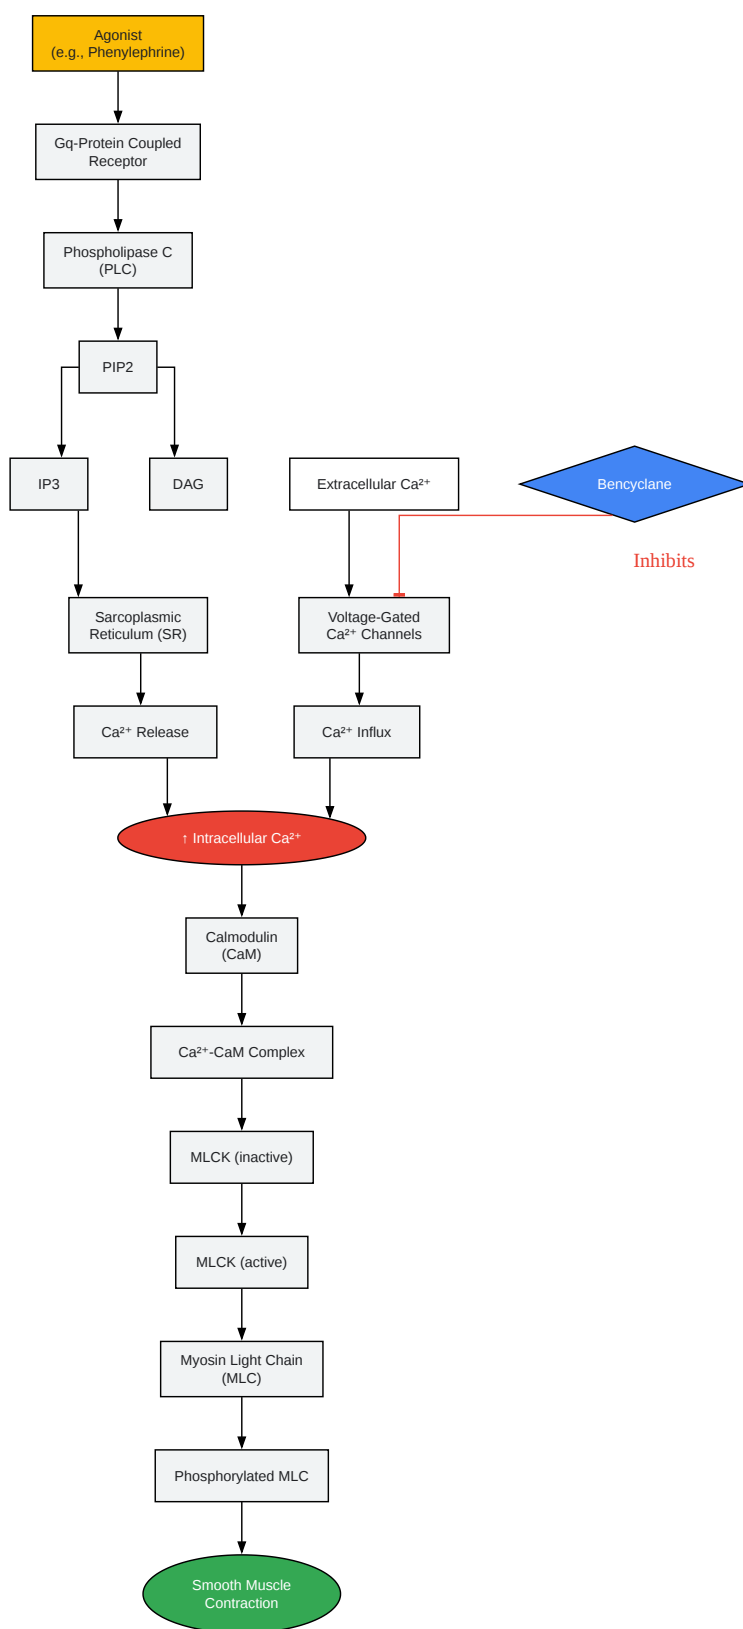 Agonist
(e.g., Phenylephrine)
Gq-Protein Coupled
Receptor
Phospholipase C
(PLC)
PIP2
IP3
DAG
Extracellular Ca²⁺
Bencyclane
Inhibits
Sarcoplasmic
Reticulum (SR)
Voltage-Gated
Ca²⁺ Channels
Ca²⁺ Release
Ca²⁺ Influx
↑ Intracellular Ca²⁺
Calmodulin
(CaM)
Ca²⁺-CaM Complex
MLCK (inactive)
MLCK (active)
Myosin Light Chain
(MLC)
Phosphorylated MLC
Smooth Muscle
Contraction